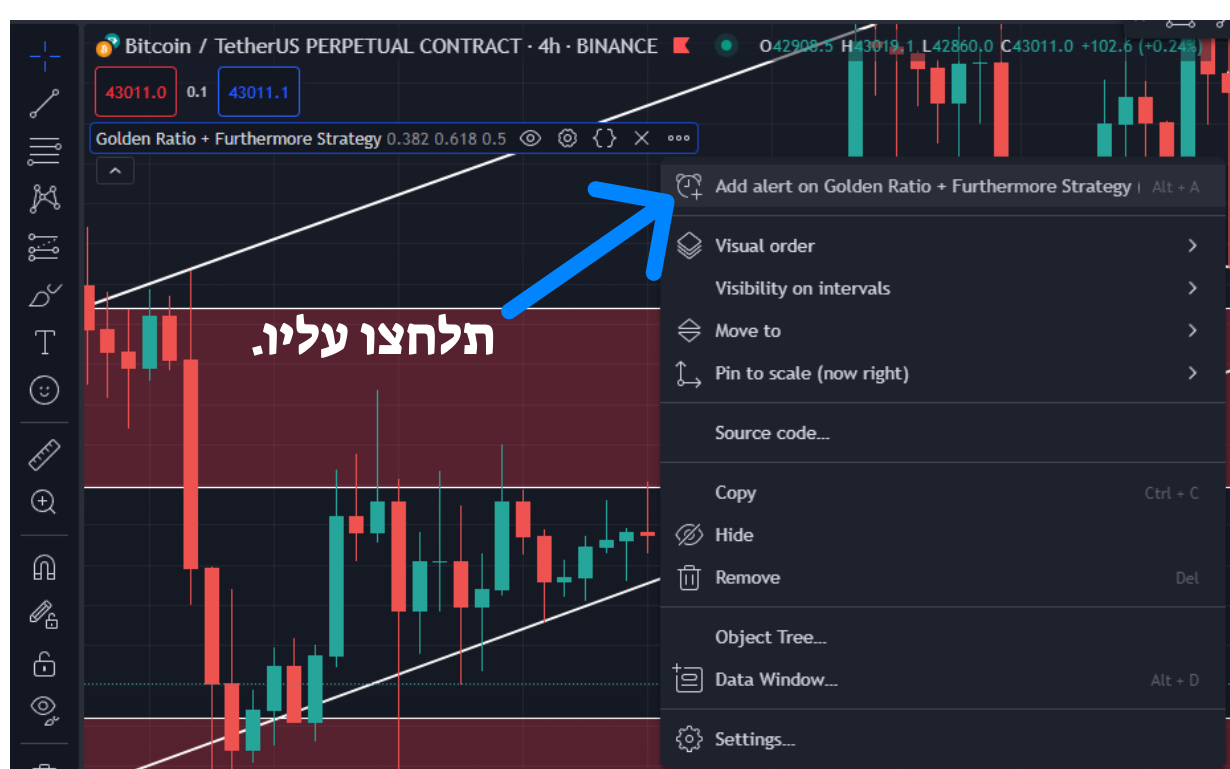 Bitcoin / TetherUS PERPETUAL CONTRACT · 4h · BINANCE O42908.5 H43019.1 L42860.0 C43011.0 +102.6 (+0.24%)
43011.0 0.1 43011.1
Golden Ratio + Furthermore Strategy 0.382 0.618 0.5
Add alert on Golden Ratio + Furthermore Strategy ( Alt + A
Visual order
Visibility on intervals
תלחצו עליו.
Move to
Pin to scale (now right)
Source code...
Copy Ctrl + C
Hide
Remove Del
Object Tree...
Data Window... Alt + D
Settings...